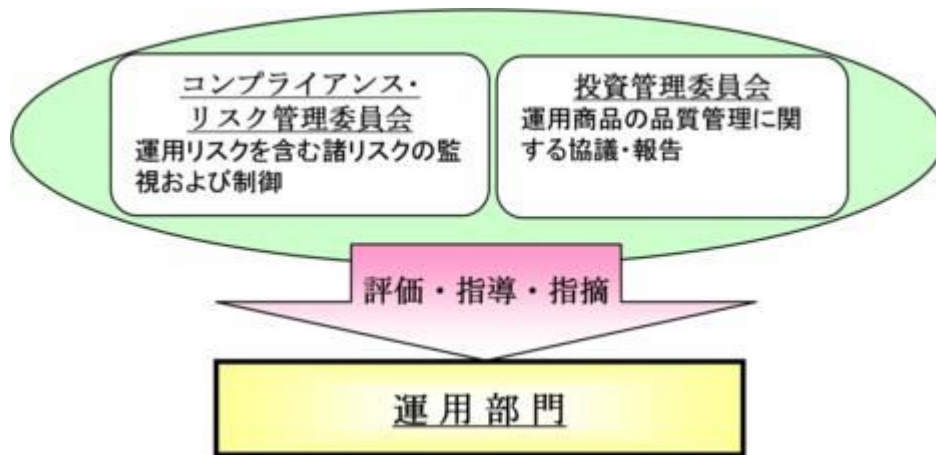 コンプライアンス・
リスク管理委員会
運用リスクを含む諸リスクの監
視および制御
投資管理委員会
運用商品の品質管理に関
する協議・報告
評価・指導・指摘
運用部門